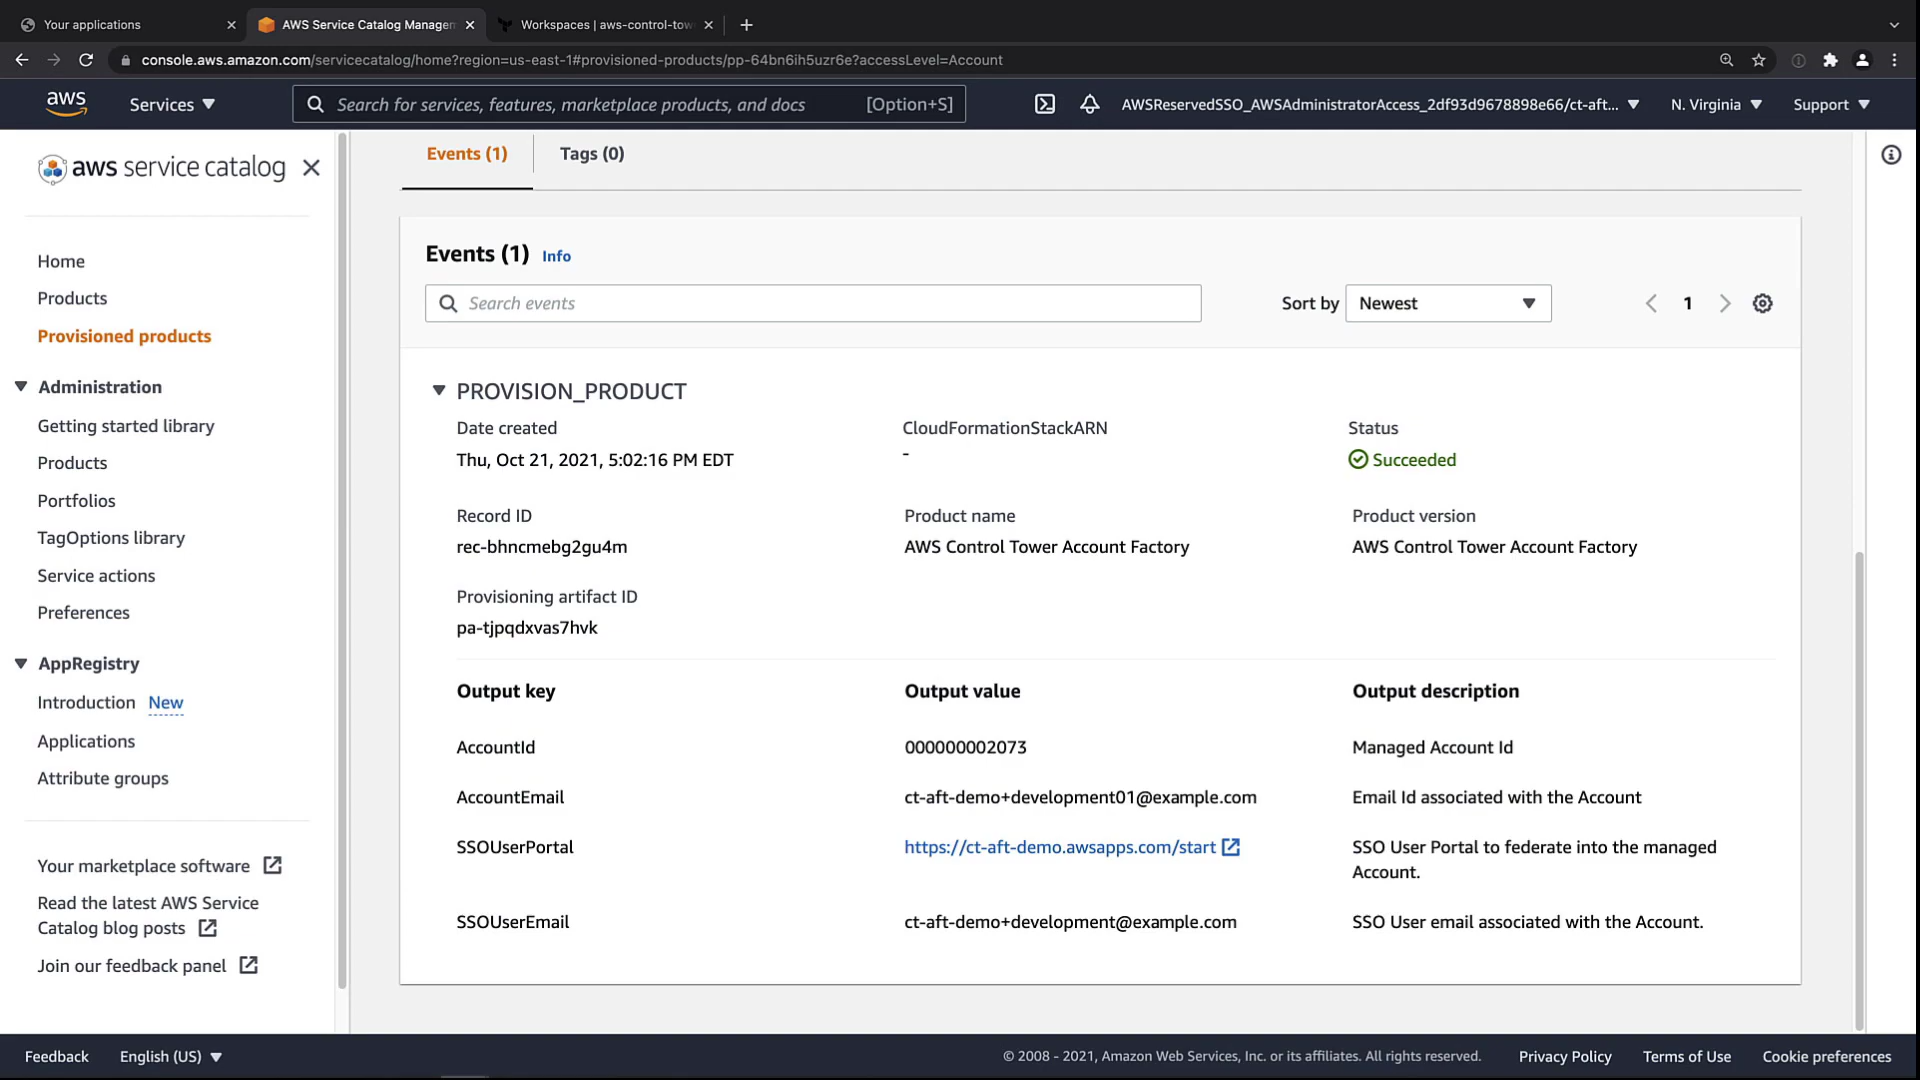 Your applications
AWS Service Catalog Managem
Workspaces | aws-control-tow
console.aws.amazon.com/servicecatalog/home?region=us-east-1#provisioned-products/pp-64bn6ih5uzr6e?accessLevel=Account
aws
Services
Search for services, features, marketplace products, and docs [Option+S]
AWSReservedSSO_AWSAdministratorAccess_2df93d9678898e66/ct-aft...
N. Virginia
Support
aws service catalog
Home
Products
Provisioned products
Administration
Getting started library
Products
Portfolios
TagOptions library
Service actions
Preferences
AppRegistry
Introduction New
Applications
Attribute groups
Your marketplace software
Read the latest AWS Service
Catalog blog posts
Join our feedback panel
Events (1)
Tags (0)
Events (1) Info
Search events
Sort by Newest
1
PROVISION_PRODUCT
Date created
Thu, Oct 21, 2021, 5:02:16 PM EDT
CloudFormationStackARN
-
Status
Succeeded
Record ID
rec-bhncmebg2gu4m
Product name
AWS Control Tower Account Factory
Product version
AWS Control Tower Account Factory
Provisioning artifact ID
pa-tjpqdxvas7hvk
Output key Output value Output description
AccountId 000000002073 Managed Account Id
AccountEmail ct-aft-demo+development01@example.com Email Id associated with the Account
SSOUserPortal https://ct-aft-demo.awsapps.com/start SSO User Portal to federate into the managed
Account.
SSOUserEmail ct-aft-demo+development@example.com SSO User email associated with the Account.
Feedback
English (US)
© 2008 - 2021, Amazon Web Services, Inc. or its affiliates. All rights reserved.
Privacy Policy
Terms of Use
Cookie preferences